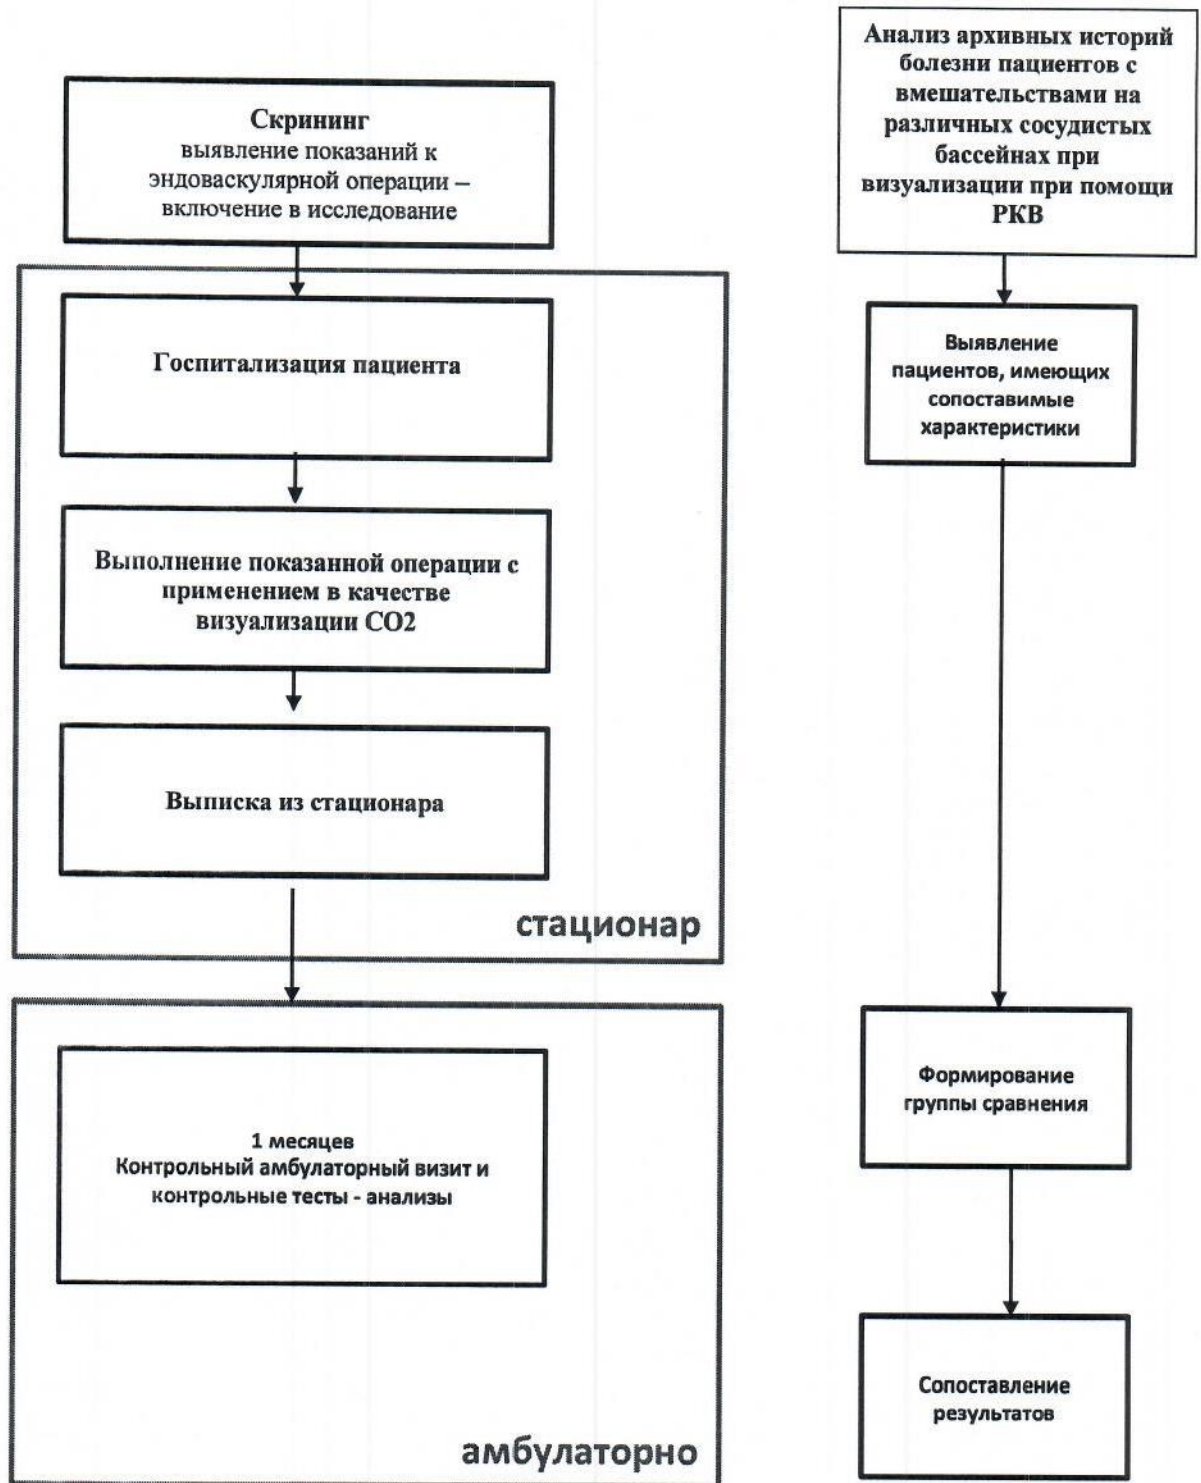 Скрининг
выявление показаний к
эндоваскулярной операции –
включение в исследование
Госпитализация пациента
Выполнение показанной операции с
применением в качестве
визуализации СО2
Выписка из стационара
стационар
1 месяцев
Контрольный амбулаторный визит и
контрольные тесты - анализы
амбулаторно
Анализ архивных историй
болезни пациентов с
вмешательствами на
различных сосудистых
бассейнах при
визуализации при помощи
РКВ
Выявление
пациентов, имеющих
сопоставимые
характеристики
Формирование
группы сравнения
Сопоставление
результатов